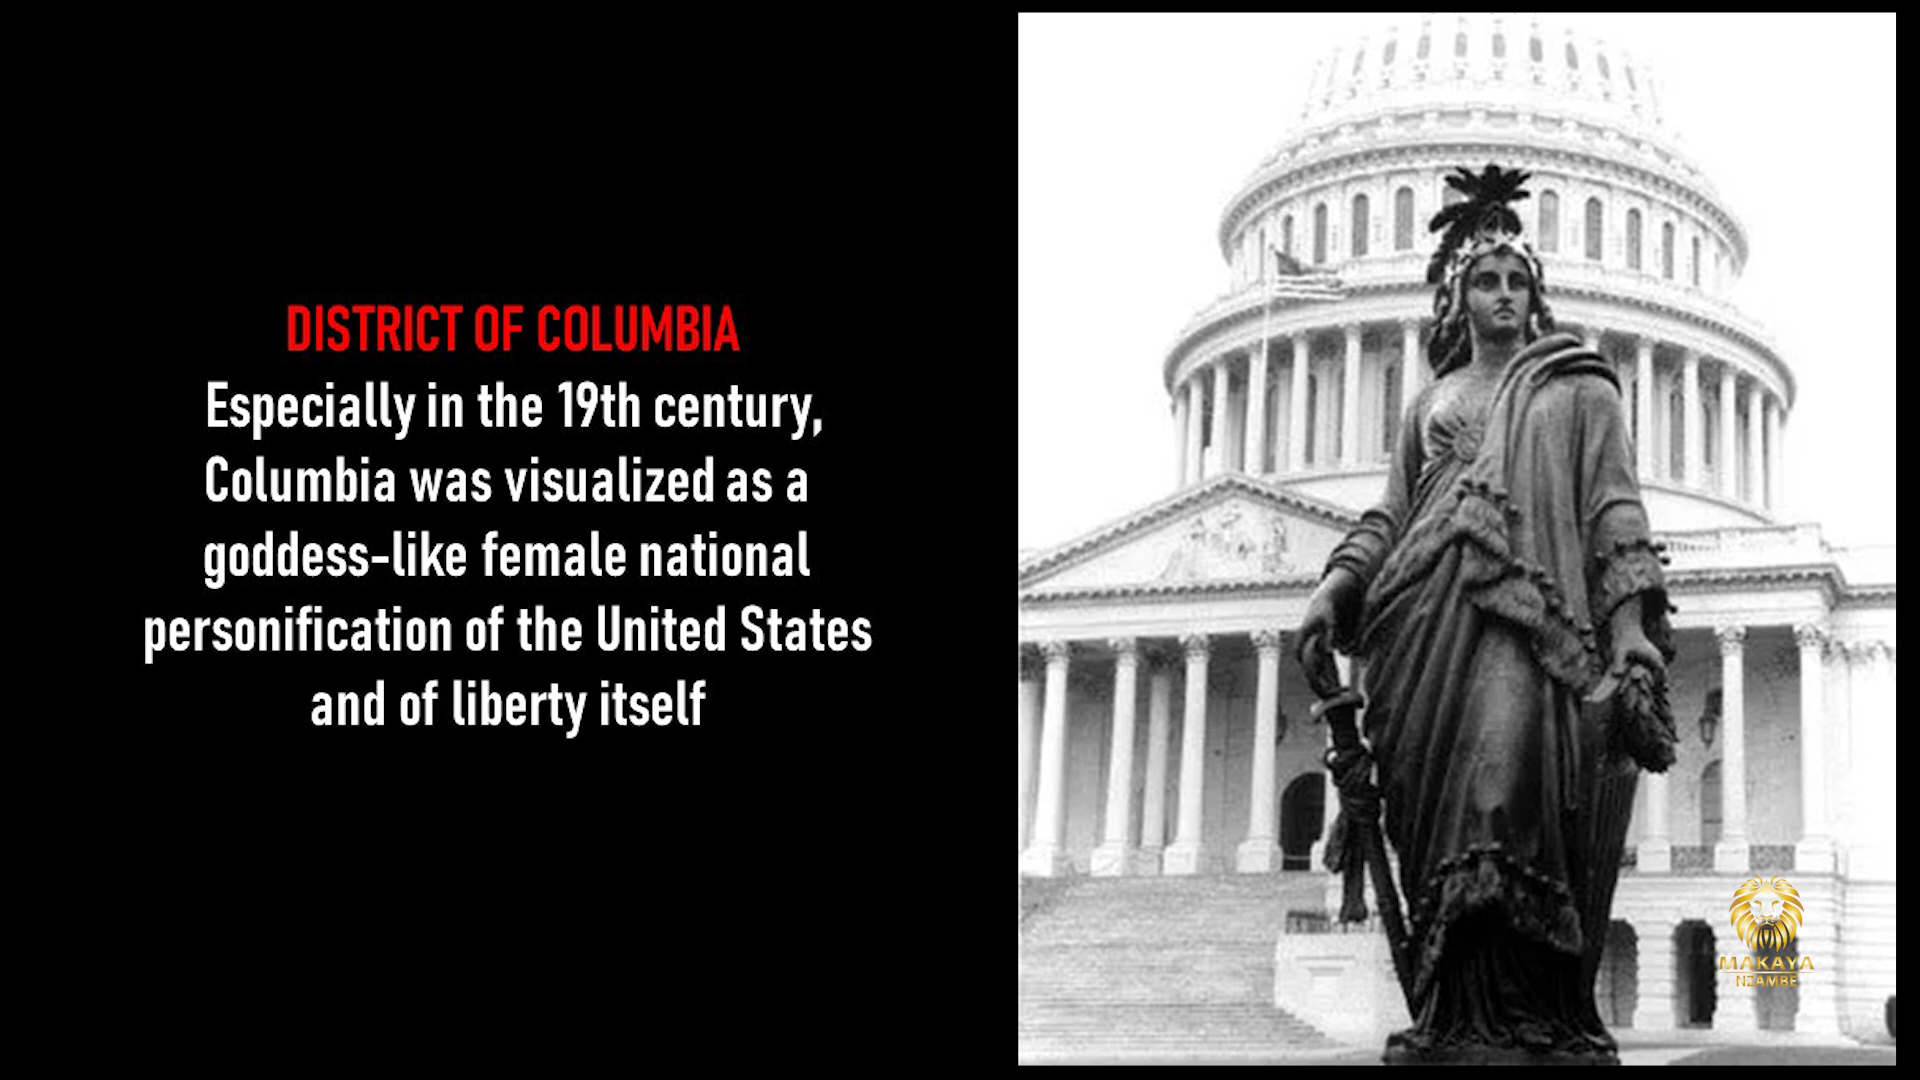 DISTRICT OF COLUMBIA
Especially in the 19th century,
Columbia was visualized as a
goddess-like female national
personification of the United States
and of liberty itself
MAKAYA
NZAMBE